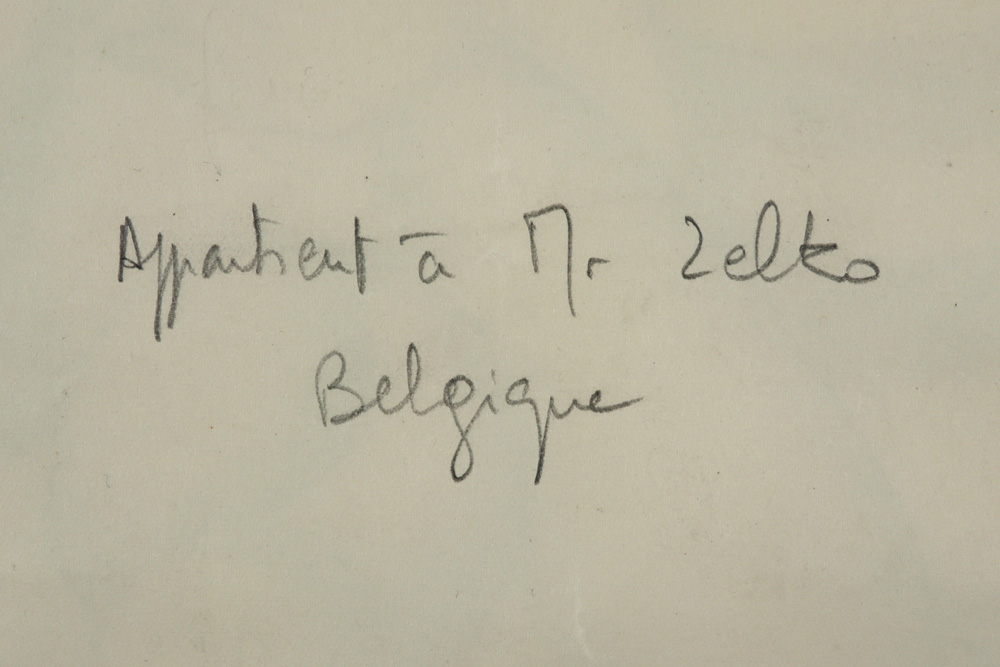 Appartient à Mr Zelko
Belgique